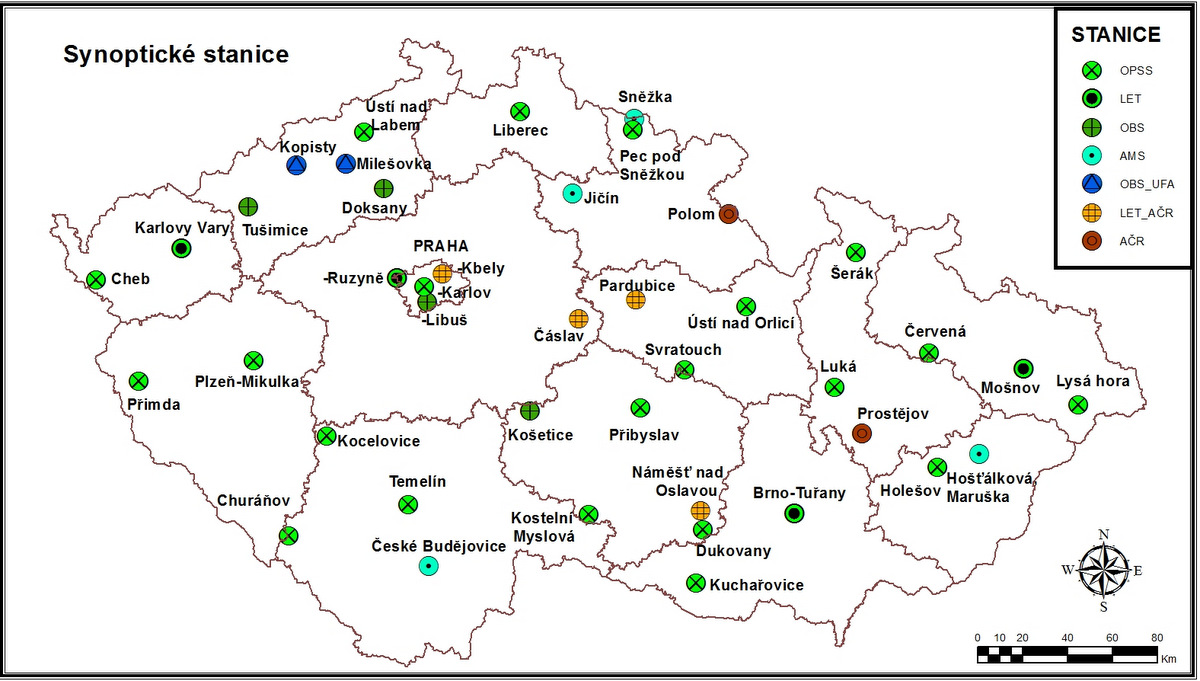 Synoptické stanice
STANICE
OPSS
LET
OBS
AMS
OBS_UFA
LET_AČR
AČR
Sněžka
Ústí nad
Labem
Liberec
Kopisty
Milešovka
Pec pod
Sněžkou
Doksany
Jičín
Polom
Tušimice
Karlovy Vary
PRAHA
Cheb
-Ruzyně
-Kbely
-Karlov
-Libuš
Šerák
Pardubice
Ústí nad Orlicí
Čáslav
Červená
Svratouch
Plzeň-Mikulka
Přimda
Luká
Mošnov
Lysá hora
Prostějov
Kocelovice
Košetice
Přibyslav
Temelín
Náměšť nad
Oslavou
Brno-Tuřany
Holešov
Hošťálková,
Maruška
Churáňov
Kostelní
Myslová
České Budějovice
Dukovany
Kuchařovice
N
W
E
S
0 10 20 40 60 80
Km